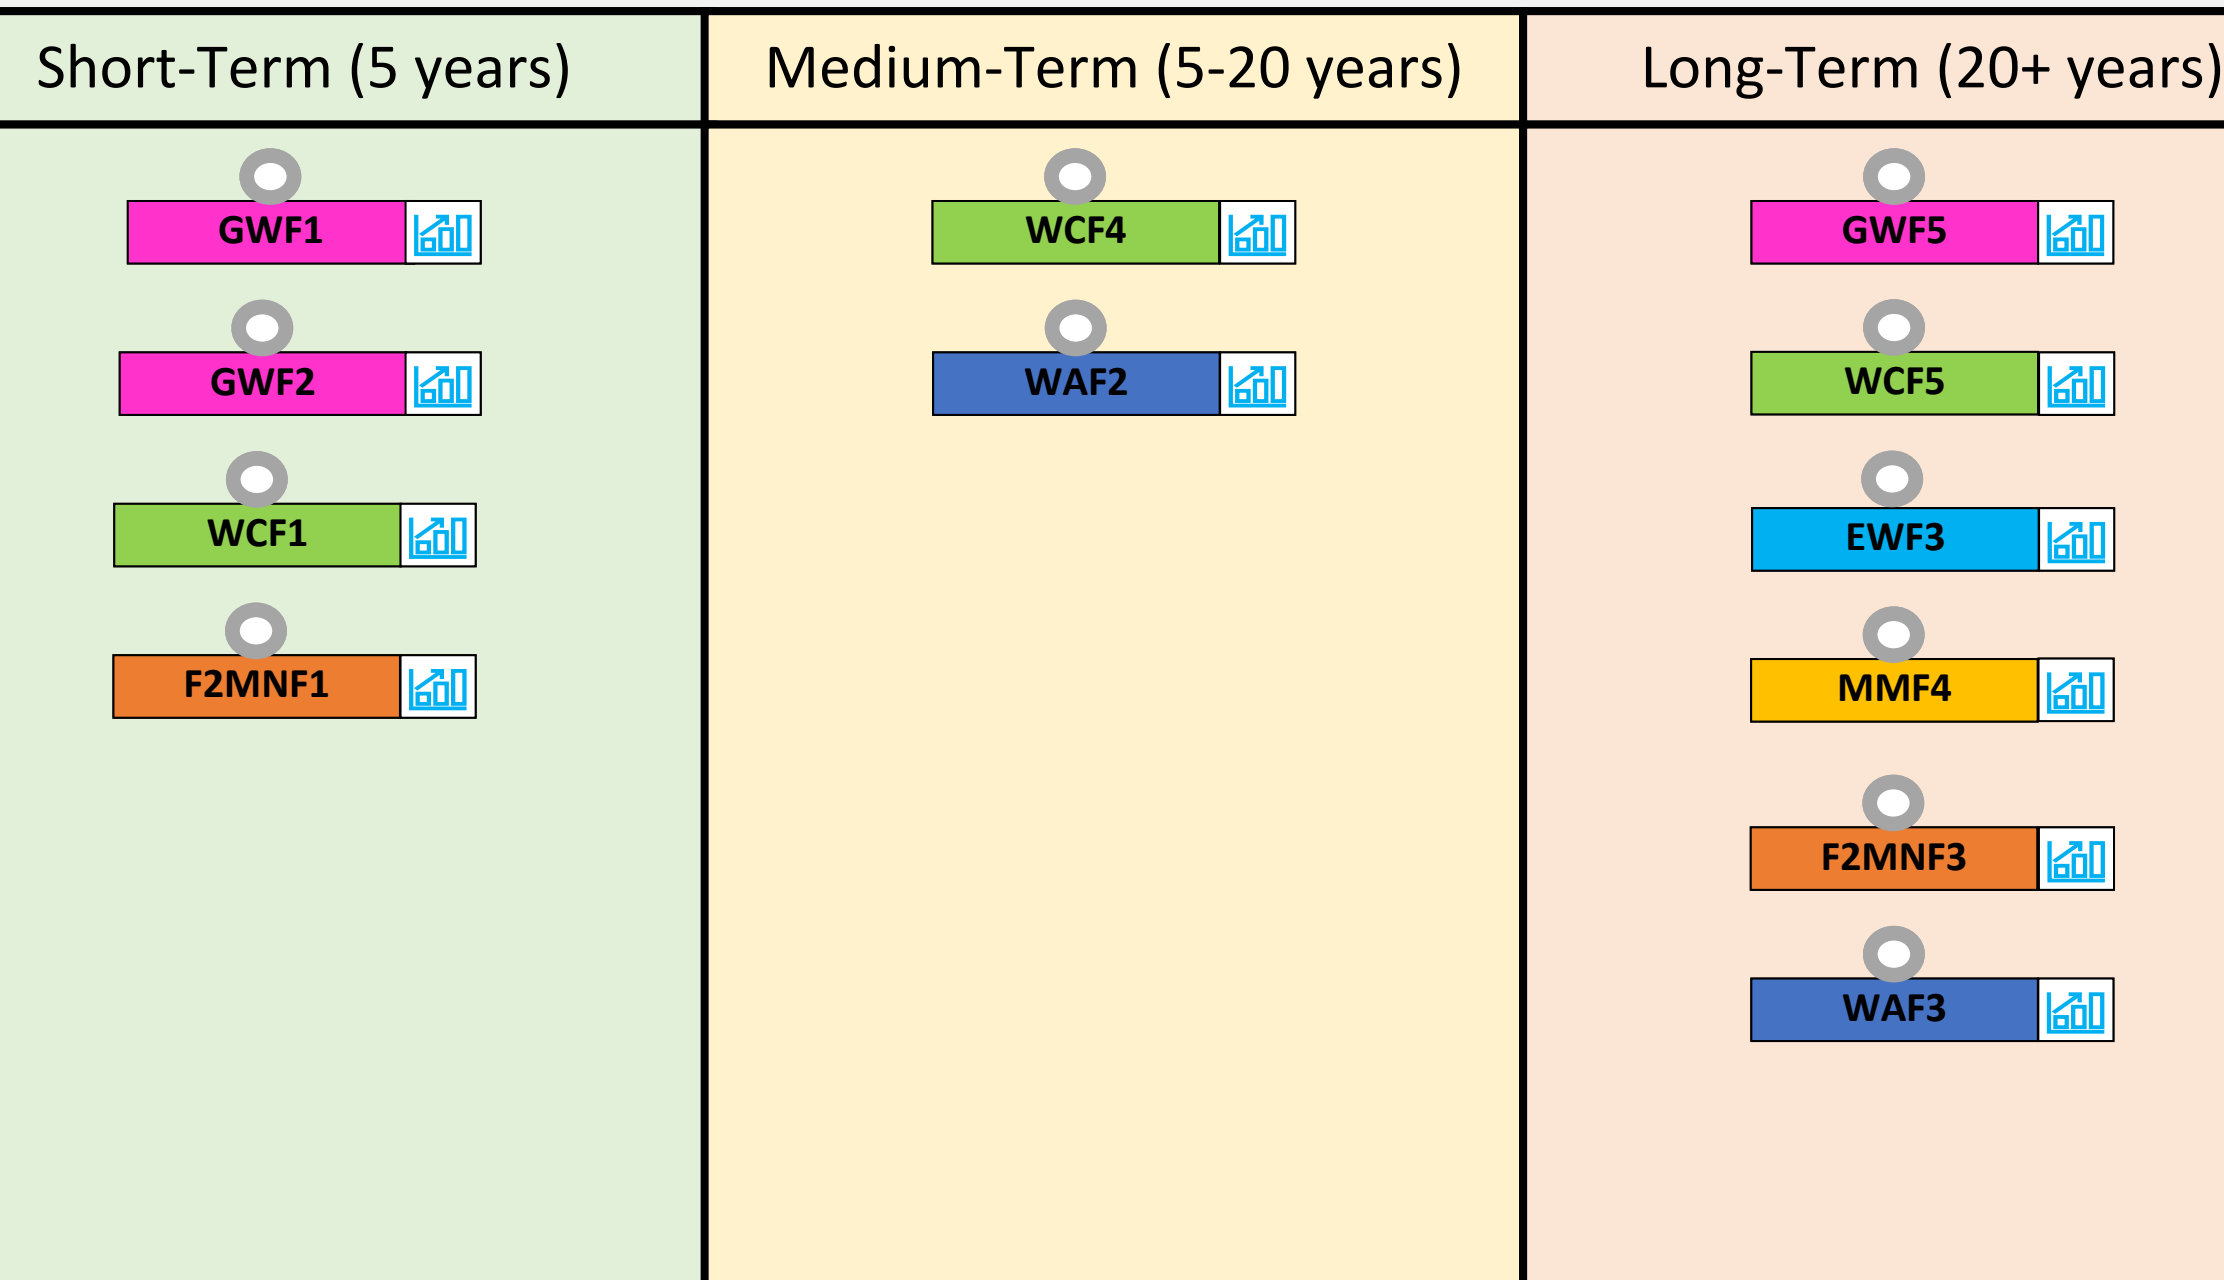 Short-Term (5 years)
Medium-Term (5-20 years)
Long-Term (20+ years)
GWF1
GWF2
WCF1
F2MNF1
WCF4
WAF2
GWF5
WCF5
EWF3
MMF4
F2MNF3
WAF3